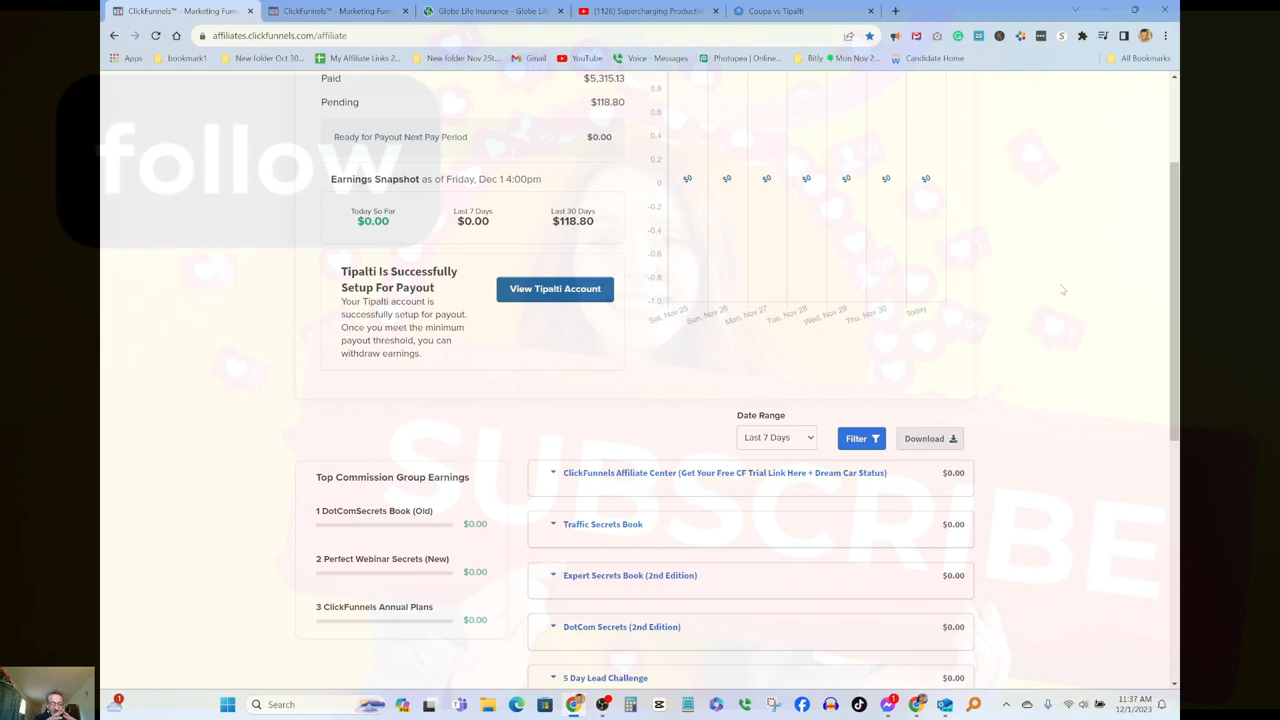 ClickFunnels™ - Marketing Funn
ClickFunnels™ - Marketing Funn
Globe Life Insurance - Globe Life
(1126) Supercharging Productiv
Coupa vs Tipalti
affiliates.clickfunnels.com/affiliate
Apps
bookmark1
New folder Oct 30...
My Affiliate Links 2...
New folder Nov 25t...
Gmail
YouTube
Voice - Messages
Photopea | Online...
Bitly
Mon Nov 2...
Candidate Home
All Bookmarks
follow
SUBSCRIBE
Paid $5,315.13
Pending $118.80
Ready for Payout Next Pay Period $0.00
Earnings Snapshot as of Friday, Dec 1 4:00pm
Today So Far Last 7 Days Last 30 Days
$0.00 $0.00 $118.80
Tipalti Is Successfully
Setup For Payout
View Tipalti Account
Your Tipalti account is
successfully setup for payout.
Once you meet the minimum
payout threshold, you can
withdraw earnings.
0.8
0.6
0.4
0.2
0
-0.2
-0.4
-0.6
-0.8
-1.0
$0 $0 $0 $0 $0 $0 $0
Sat, Nov 25 Sun, Nov 26 Mon, Nov 27 Tue, Nov 28 Wed, Nov 29 Thu, Nov 30 Today
Date Range
Last 7 Days
Filter
Download
Top Commission Group Earnings
1 DotComSecrets Book (Old)
$0.00
2 Perfect Webinar Secrets (New)
$0.00
3 ClickFunnels Annual Plans
$0.00
ClickFunnels Affiliate Center (Get Your Free CF Trial Link Here + Dream Car Status) $0.00
Traffic Secrets Book $0.00
Expert Secrets Book (2nd Edition) $0.00
DotCom Secrets (2nd Edition) $0.00
5 Day Lead Challenge $0.00
Search
11:37 AM
12/1/2023